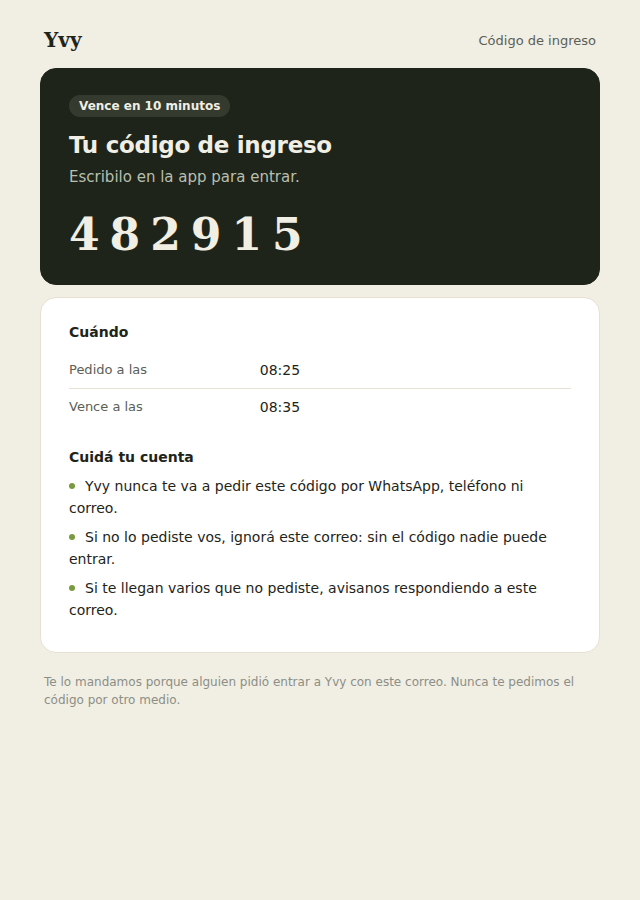 Yvy
Código de ingreso
Vence en 10 minutos
Tu código de ingreso
Escribilo en la app para entrar.
482915
Cuándo
Pedido a las 08:25
Vence a las 08:35
Cuidá tu cuenta
Yvy nunca te va a pedir este código por WhatsApp, teléfono ni
correo.
Si no lo pediste vos, ignorá este correo: sin el código nadie puede
entrar.
Si te llegan varios que no pediste, avisanos respondiendo a este
correo.
Te lo mandamos porque alguien pidió entrar a Yvy con este correo. Nunca te pedimos el
código por otro medio.